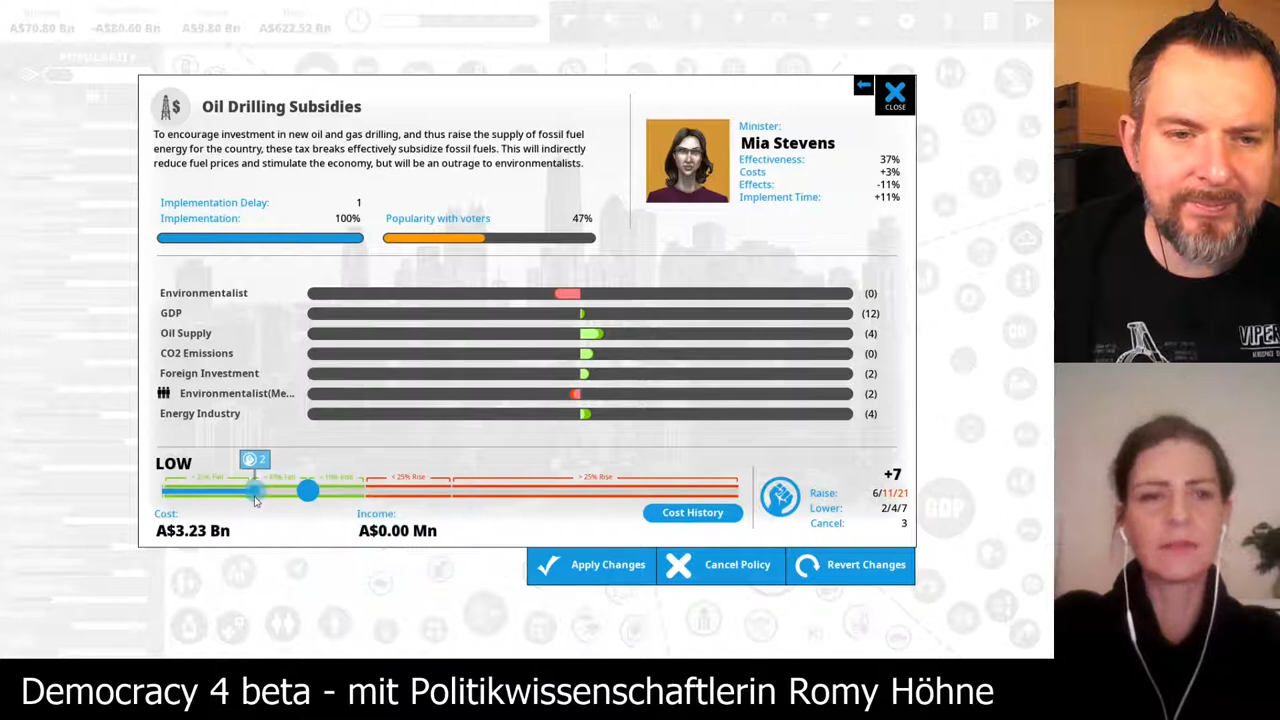 A$70.80 Bn
-A$80.60 Bn
A$9.80 Bn
A$622.52 Bn
POPULARITY
Oil Drilling Subsidies
To encourage investment in new oil and gas drilling, and thus raise the supply of fossil fuel
energy for the country, these tax breaks effectively subsidize fossil fuels. This will indirectly
reduce fuel prices and stimulate the economy, but will be an outrage to environmentalists.
Implementation Delay: 1
Implementation: 100%
Popularity with voters 47%
CLOSE
Minister:
Mia Stevens
Effectiveness: 37%
Costs +3%
Effects: -11%
Implement Time: +11%
Environmentalist (0)
GDP (12)
Oil Supply (4)
CO2 Emissions (0)
Foreign Investment (2)
Environmentalist(Me... (2)
Energy Industry (4)
LOW
2
< 25% Rise
> 25% Rise
Cost:
A$3.23 Bn
Income:
A$0.00 Mn
Cost History
+7
Raise: 6/11/21
Lower: 2/4/7
Cancel: 3
Apply Changes
Cancel Policy
Revert Changes
GDP
VIPER
Democracy 4 beta - mit Politikwissenschaftlerin Romy Höhne